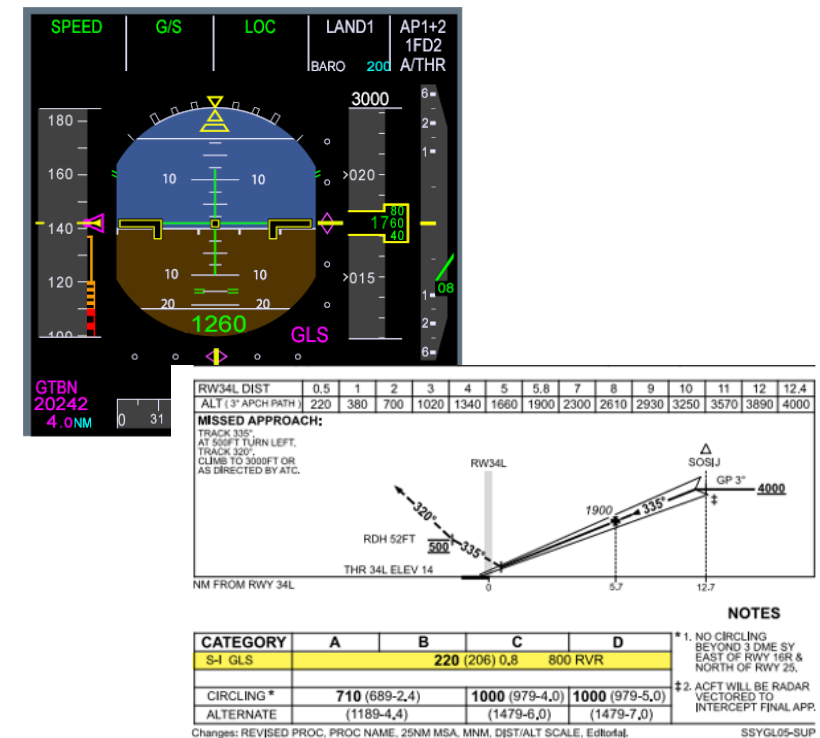 SPEED G/S LOC LAND1 AP1+2
1FD2
BARO 200 A/THR
3000
6
2
1
180
160
140
120
100
10 10
10 10
20 20
020
015
17 80
60
40
08
1
2
6
1260
GLS
GTBN
20242
4.0NM
0 31
RW34L DIST 0,5 1 2 3 4 5 5,8 7 8 9 10 11 12 12,4
ALT ( 3° APCH PATH ) 220 380 700 1020 1340 1660 1900 2300 2610 2930 3250 3570 3890 4000
MISSED APPROACH:
TRACK 335°,
AT 500FT TURN LEFT,
TRACK 320°,
CLIMB TO 3000FT OR
AS DIRECTED BY ATC.
RW34L
SOSIJ
GP 3°
4000
‡
335°
1900
320°
335°
RDH 52FT
500
THR 34L ELEV 14
NM FROM RWY 34L
0 5.7 12.7
NOTES
CATEGORY A B C D
S-I GLS 220 (206) 0.8 800 RVR
CIRCLING * 710 (689-2.4) 1000 (979-4.0) 1000 (979-5.0)
ALTERNATE (1189-4.4) (1479-6.0) (1479-7.0)
* 1. NO CIRCLING
BEYOND 3 DME SY
EAST OF RWY 16R &
NORTH OF RWY 25.
‡ 2. ACFT WILL BE RADAR
VECTORED TO
INTERCEPT FINAL APP.
Changes: REVISED PROC, PROC NAME, 25NM MSA, MNM, DIST/ALT SCALE, Editorial.
SSYGL05-SUP